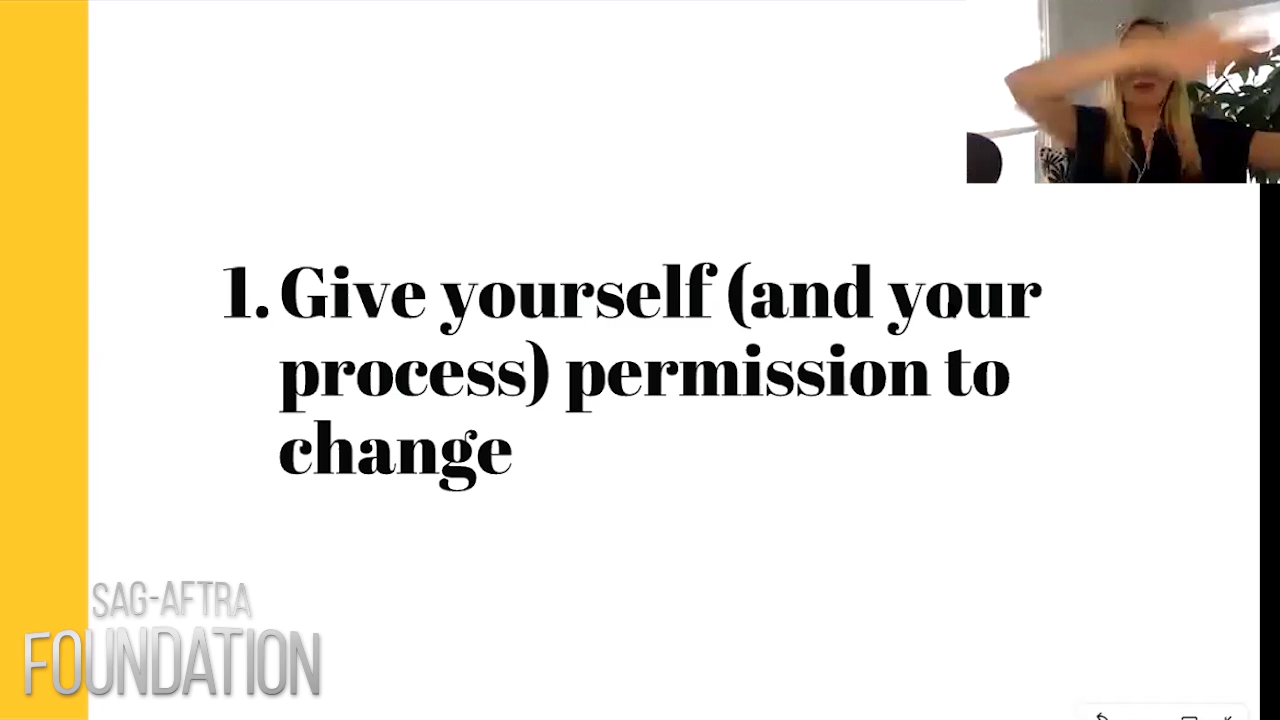 1. Give yourself (and your
process) permission to
change
SAG-AFTRA
FOUNDATION